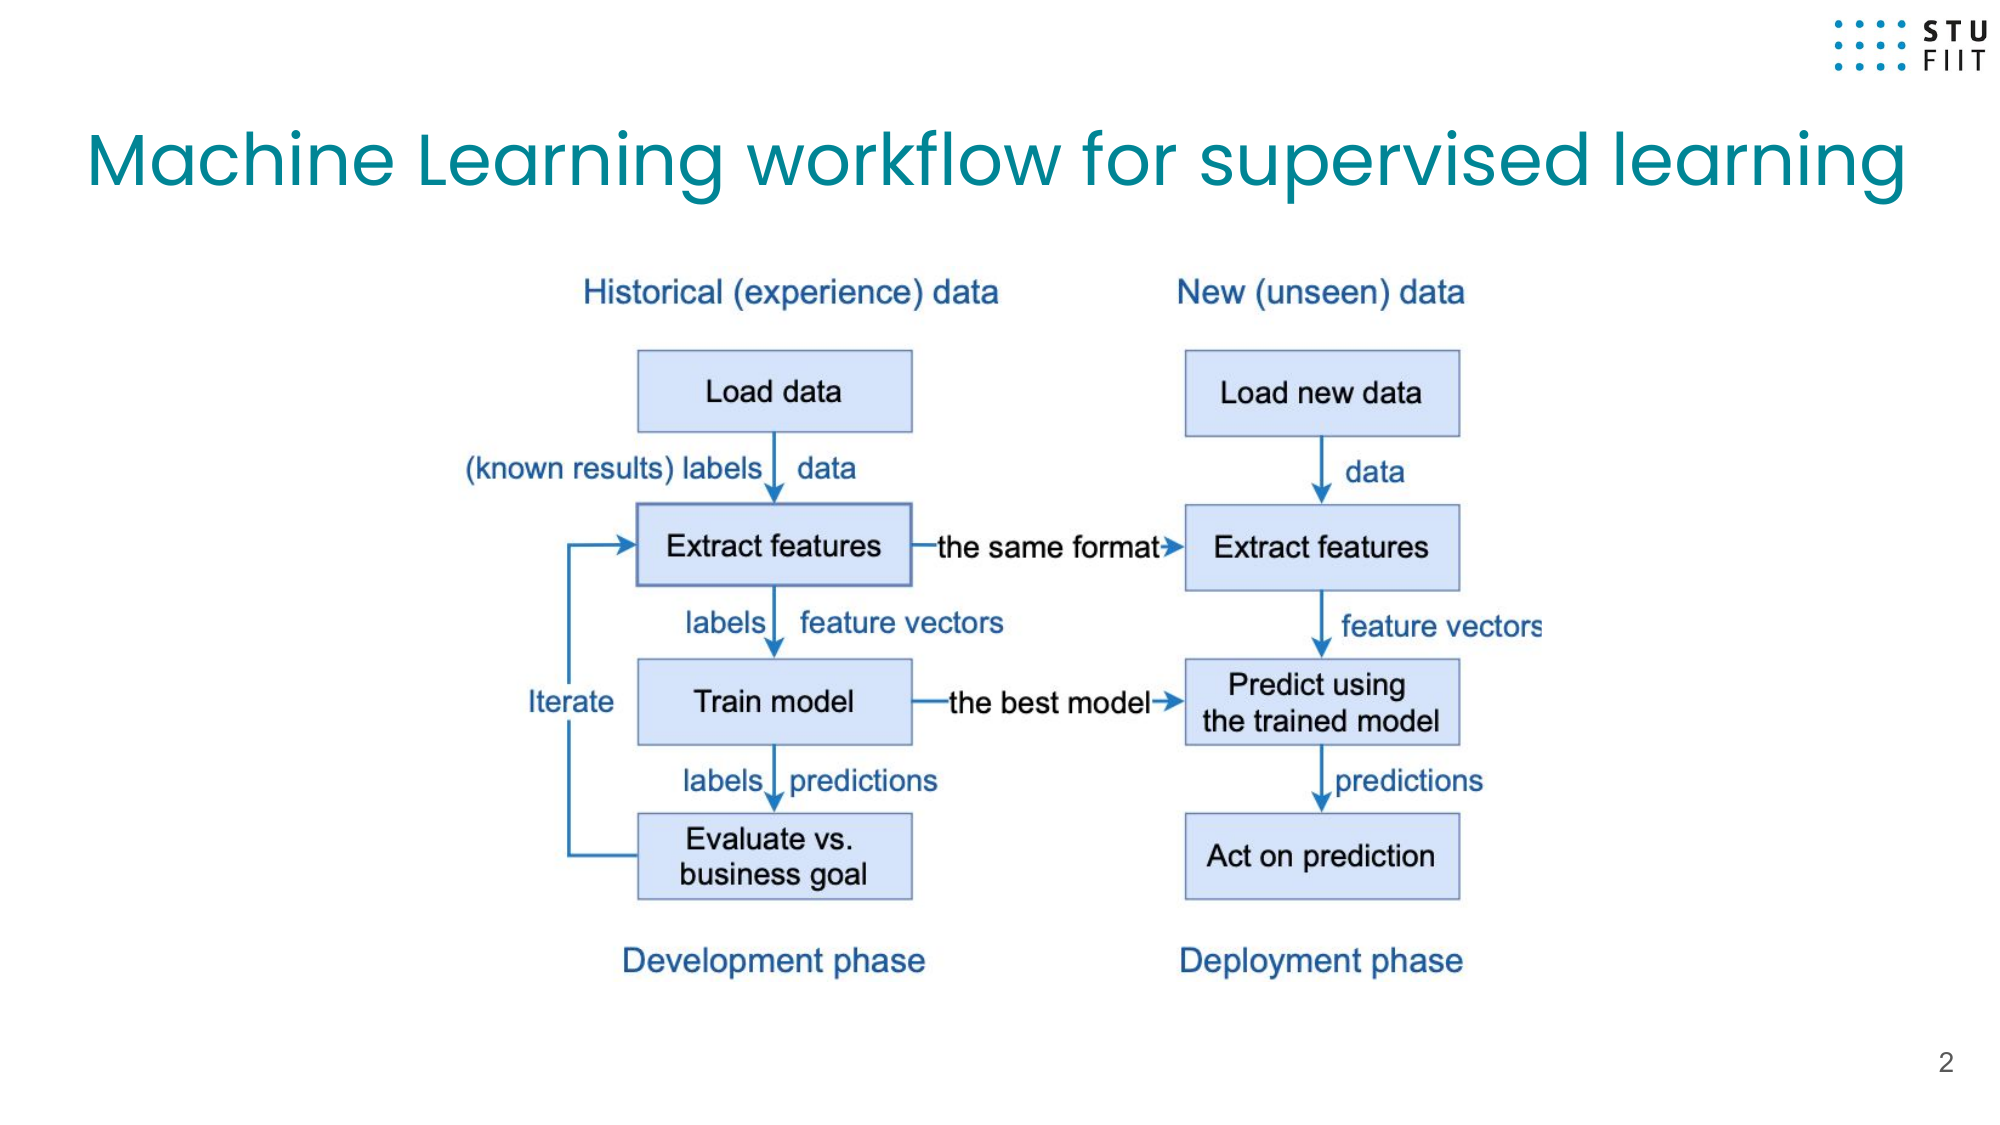 STU
FIIT
Machine Learning workflow for supervised learning
Historical (experience) data
New (unseen) data
Load data
Load new data
(known results) labels
data
data
Extract features
the same format
Extract features
labels
feature vectors
feature vectors
Iterate
Train model
the best model
Predict using
the trained model
labels
predictions
predictions
Evaluate vs.
business goal
Act on prediction
Development phase
Deployment phase
2